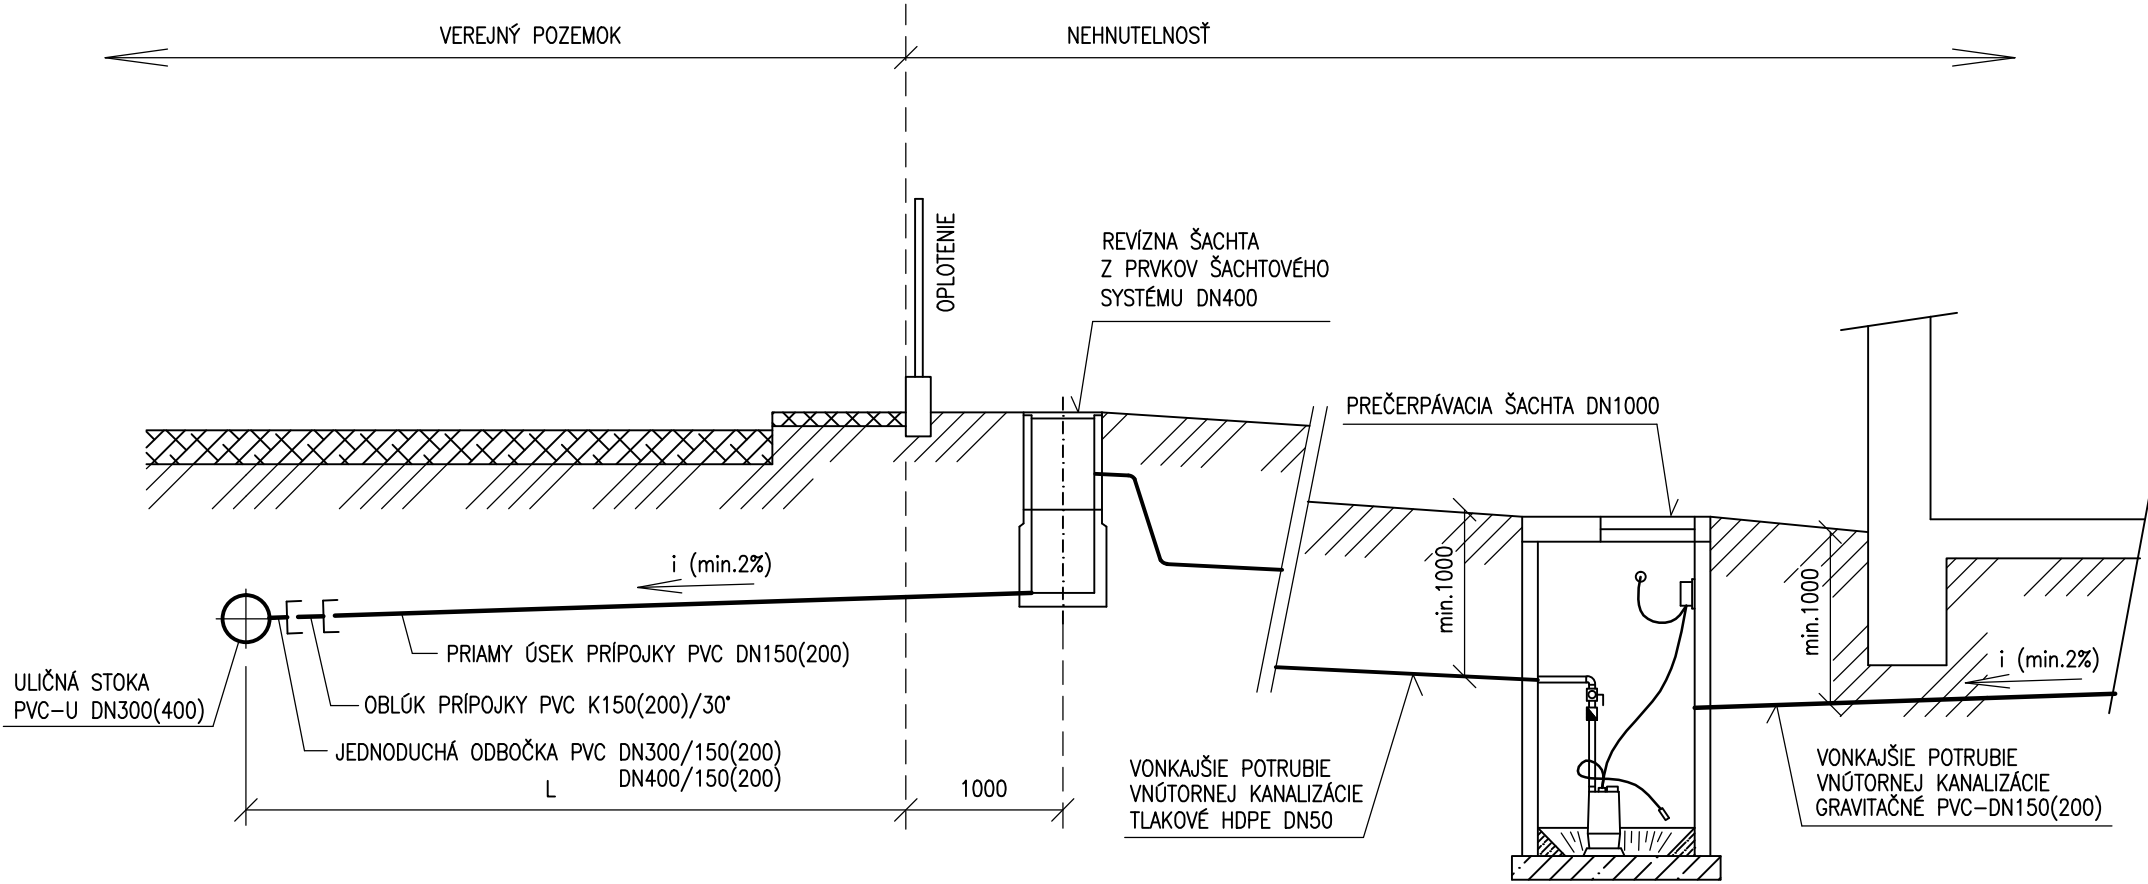 VEREJNÝ POZEMOK
NEHNUTELNOSŤ
OPLOTENIE
REVÍZNA ŠACHTA
Z PRVKOV ŠACHTOVÉHO
SYSTÉMU DN400
PREČERPÁVACIA ŠACHTA DN1000
i (min.2%)
min.1000
min.1000
i (min.2%)
PRIAMY ÚSEK PRÍPOJKY PVC DN150(200)
ULIČNÁ STOKA
PVC-U DN300(400)
OBLÚK PRÍPOJKY PVC K150(200)/30°
JEDNODUCHÁ ODBOČKA PVC DN300/150(200)
DN400/150(200)
L
1000
VONKAJŠIE POTRUBIE
VNÚTORNEJ KANALIZÁCIE
TLAKOVÉ HDPE DN50
VONKAJŠIE POTRUBIE
VNÚTORNEJ KANALIZÁCIE
GRAVITAČNÉ PVC-DN150(200)